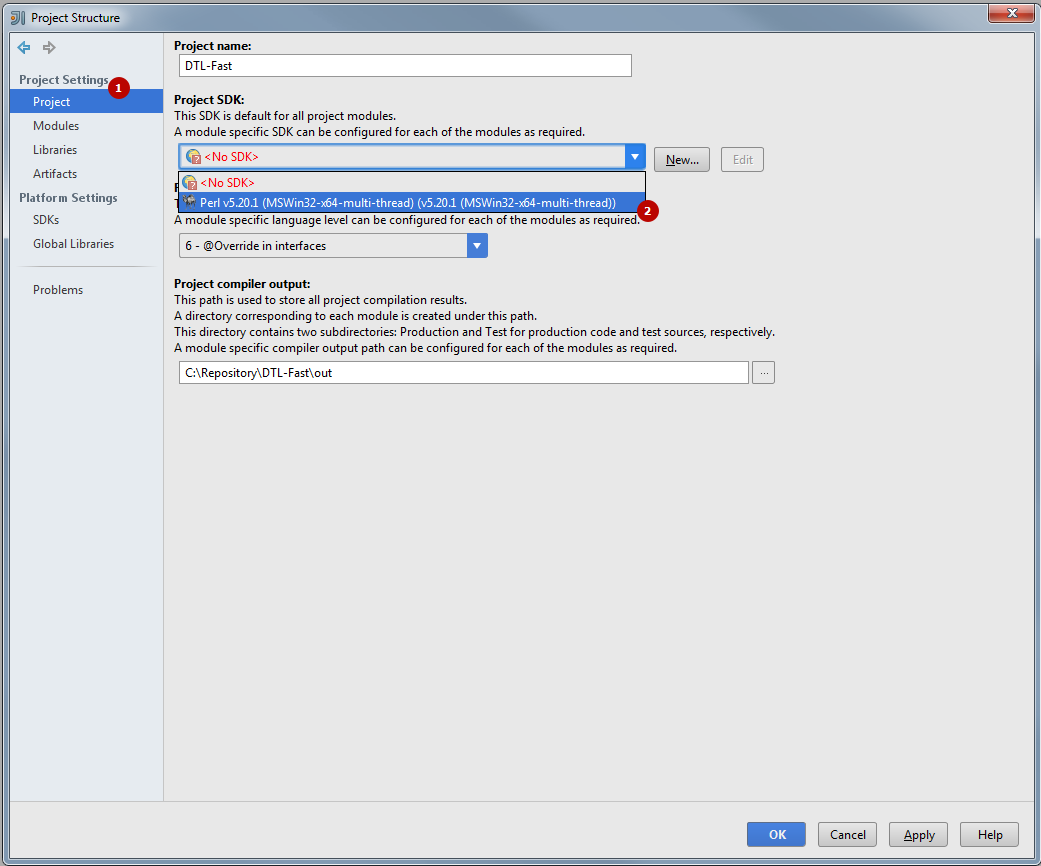 Project Structure
Project Settings
1
Project
Modules
Libraries
Artifacts
Platform Settings
SDKs
Global Libraries
Problems
Project name:
DTL-Fast
Project SDK:
This SDK is default for all project modules.
A module specific SDK can be configured for each of the modules as required.
<No SDK>
New...
Edit
<No SDK>
Perl v5.20.1 (MSWin32-x64-multi-thread) (v5.20.1 (MSWin32-x64-multi-thread))
2
A module specific language level can be configured for each of the modules as required.
6 - @Override in interfaces
Project compiler output:
This path is used to store all project compilation results.
A directory corresponding to each module is created under this path.
This directory contains two subdirectories: Production and Test for production code and test sources, respectively.
A module specific compiler output path can be configured for each of the modules as required.
C:\Repository\DTL-Fast\out
...
OK
Cancel
Apply
Help